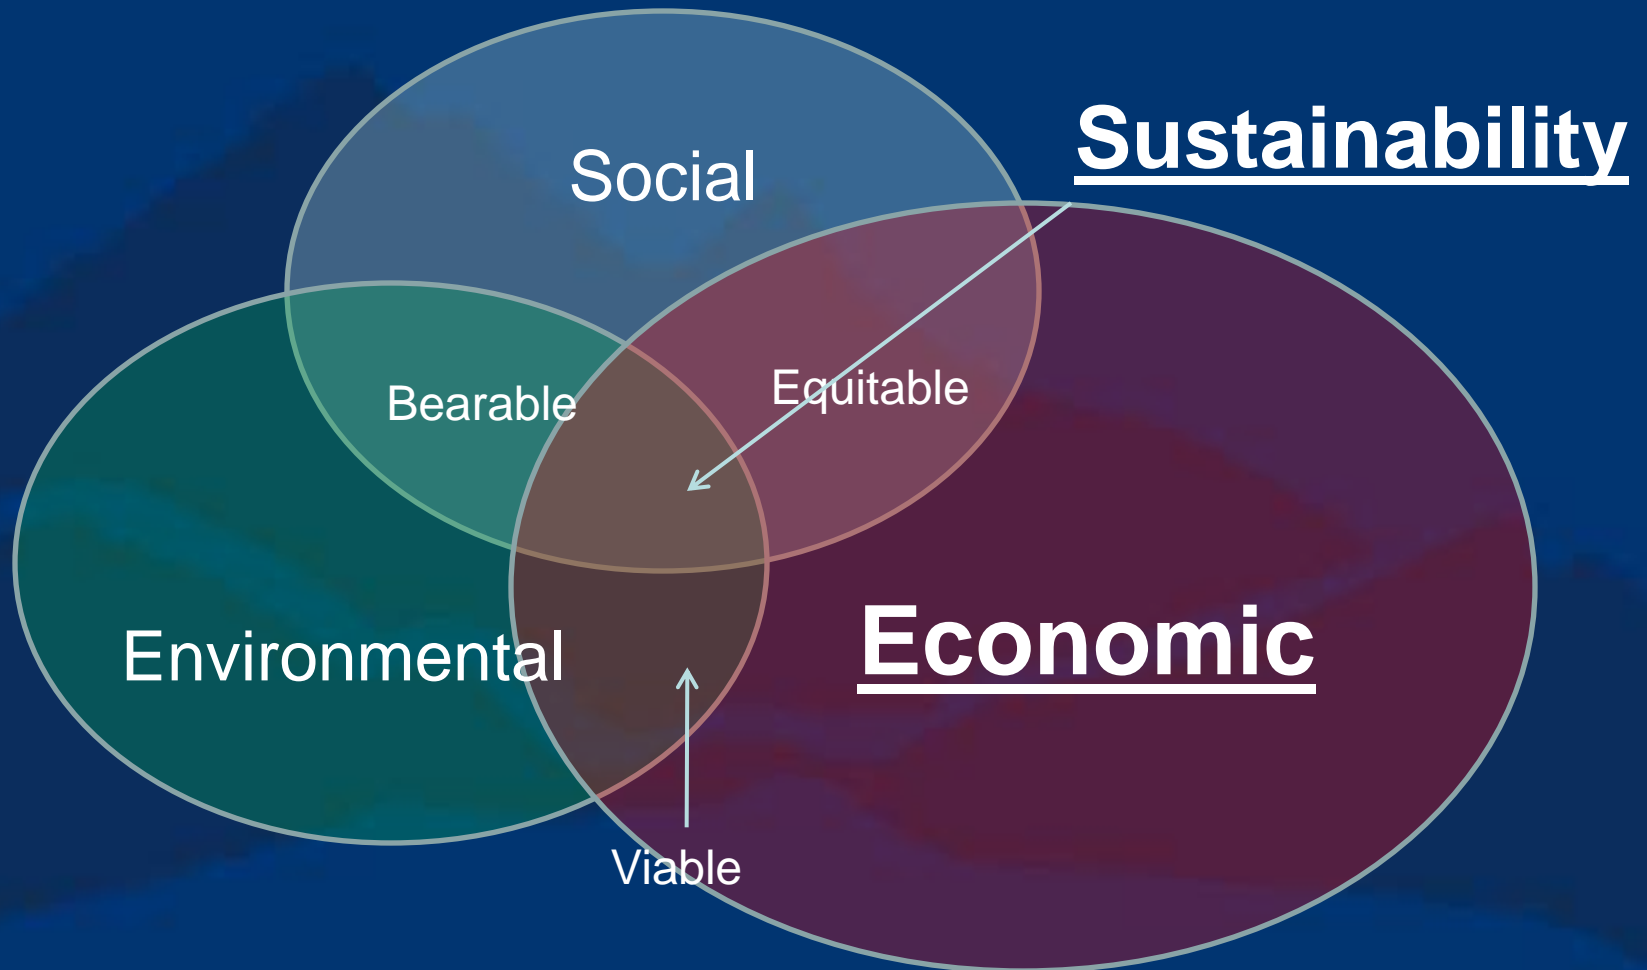 Sustainability
Social
Equitable
Bearable
Economic
Environmental
Viable